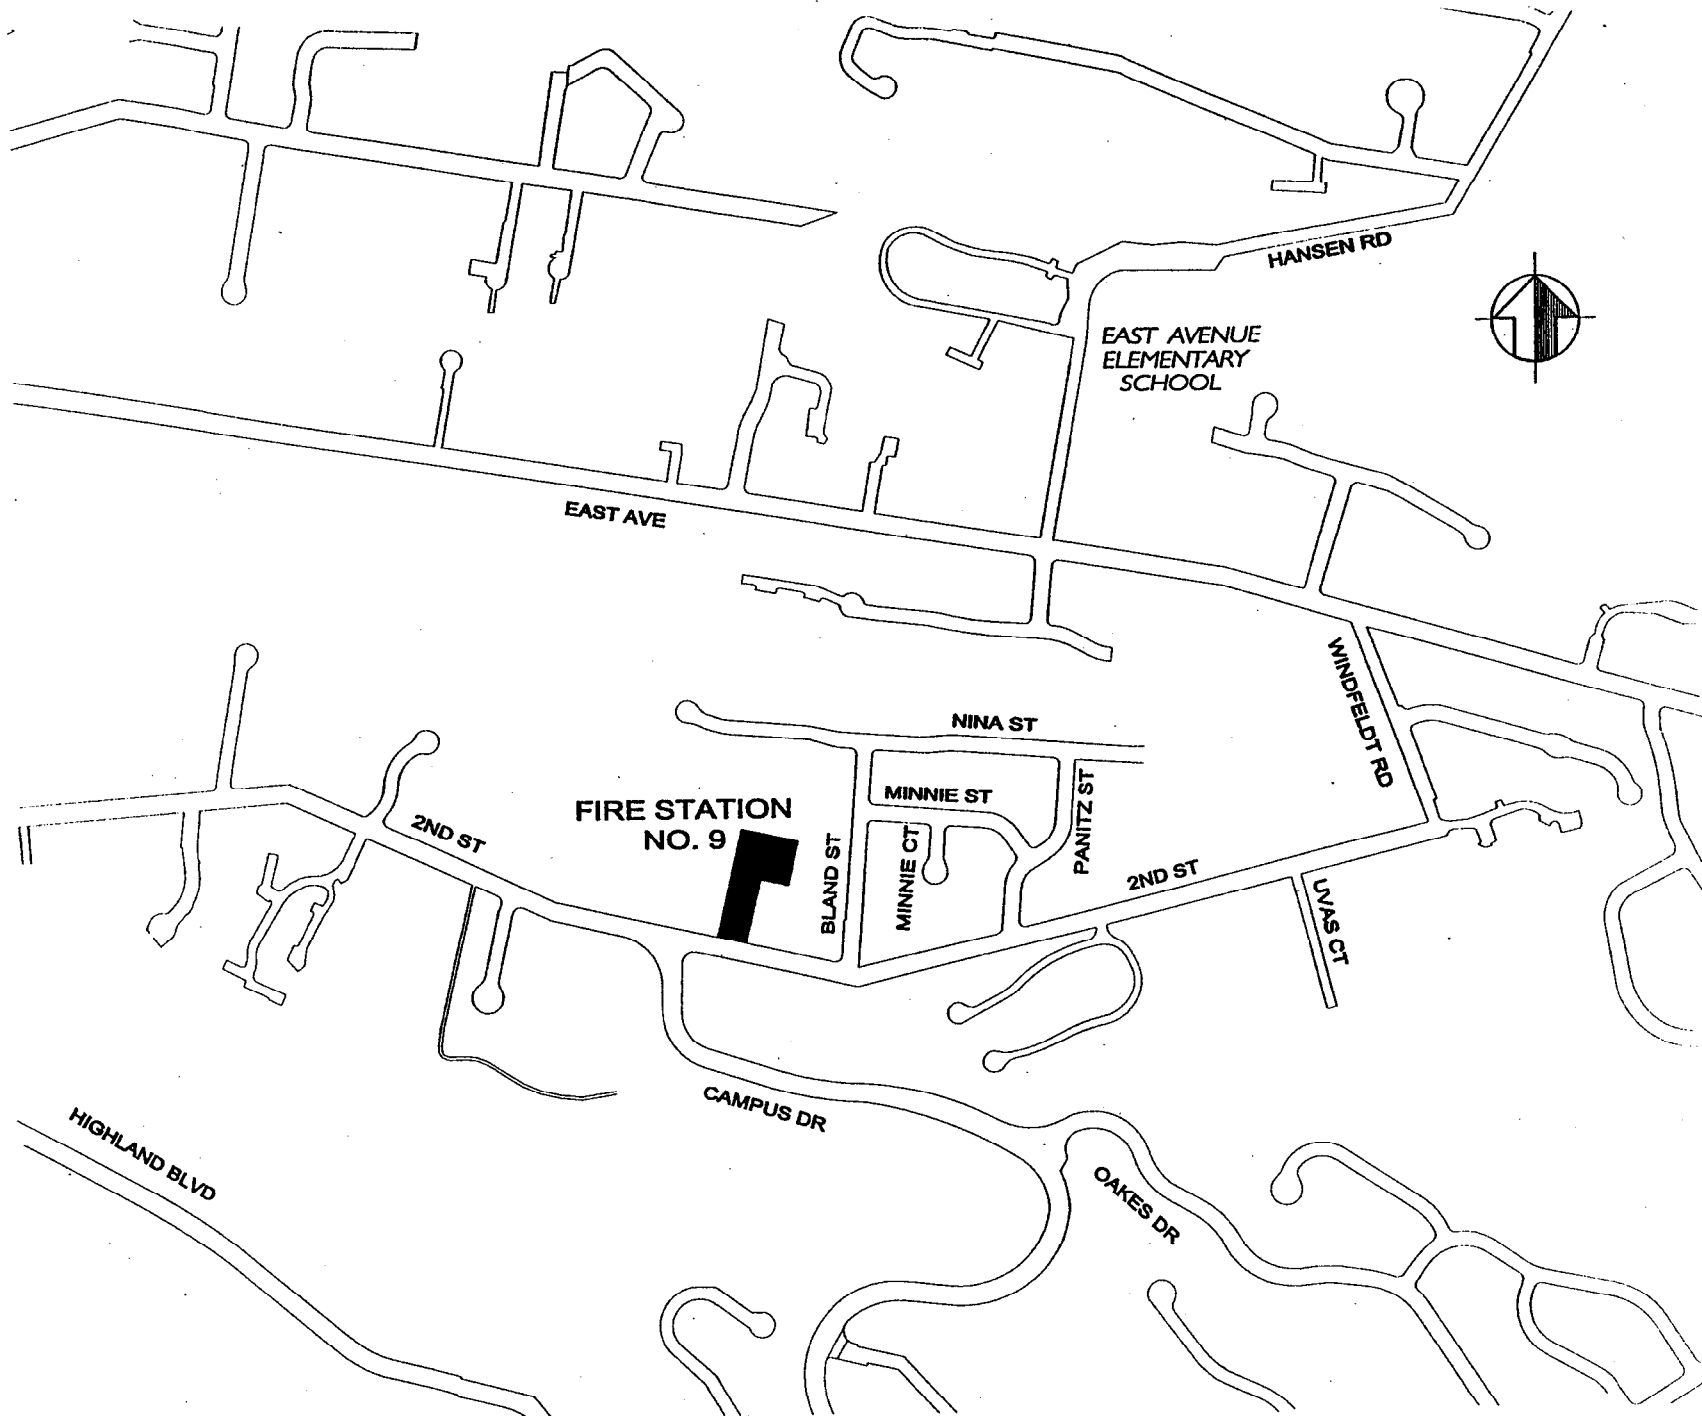 HANSEN RD
EAST AVENUE
ELEMENTARY
SCHOOL
EAST AVE
WINDFELDT RD
NINA ST
MINNIE ST
PANITZ ST
FIRE STATION
NO. 9
2ND ST
BLAND ST
MINNIE CT
2ND ST
UVAS CT
CAMPUS DR
HIGHLAND BLVD
OAKES DR